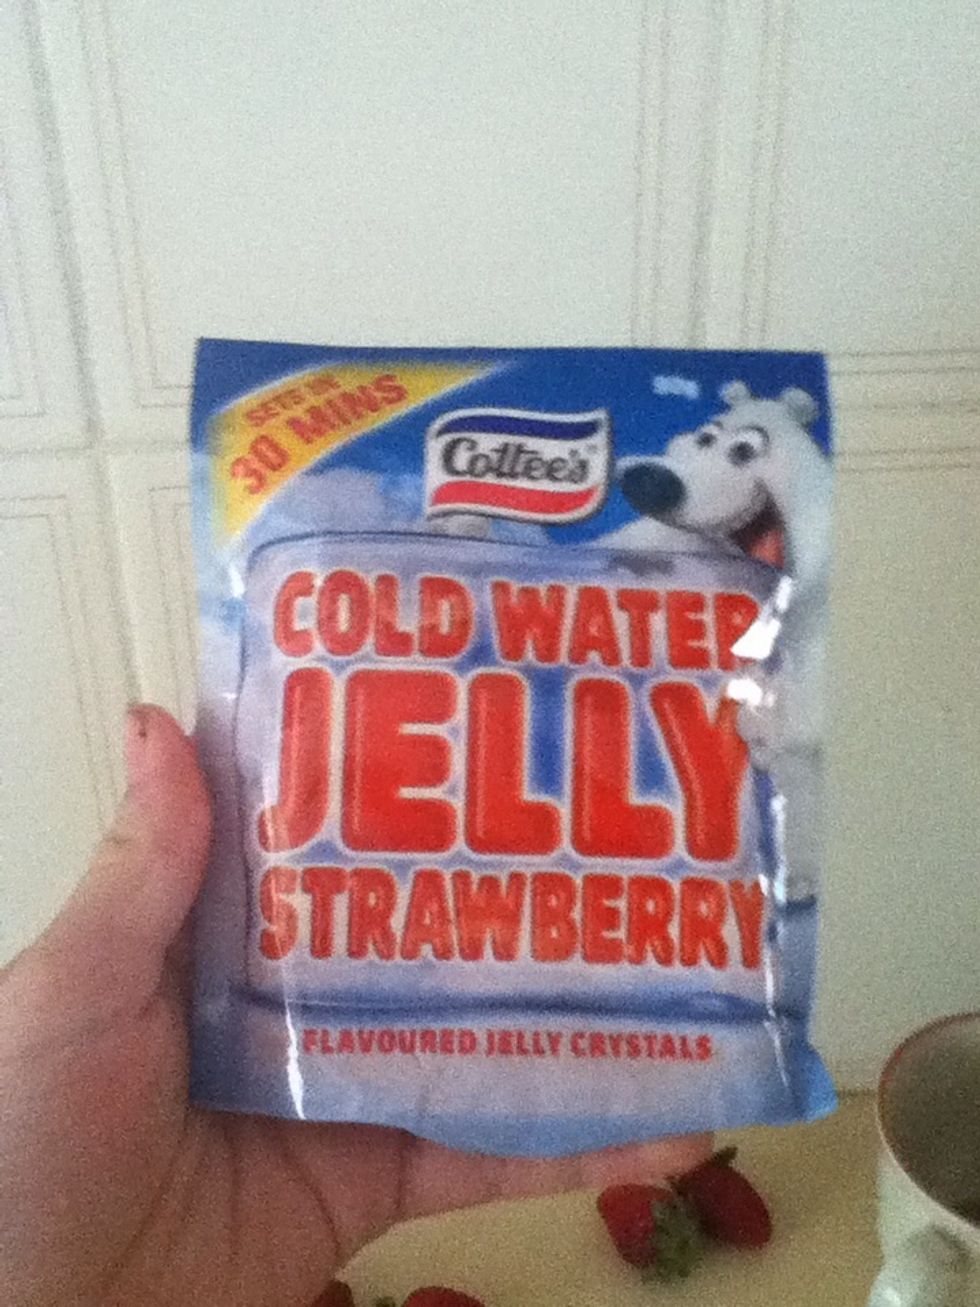 SETS IN
30 MINS
Cottee's
COLD WATER
JELLY
STRAWBERRY
FLAVOURED JELLY CRYSTALS